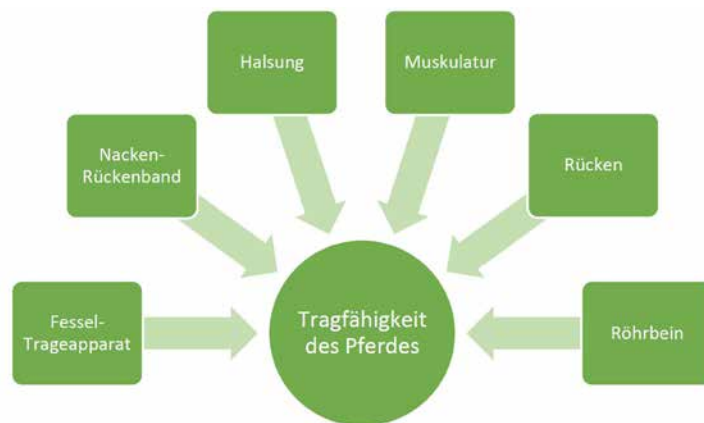 Halsung
Muskulatur
Nacken-
Rückenband
Rücken
Fessel-
Trageapparat
Tragfähigkeit
des Pferdes
Röhrbein